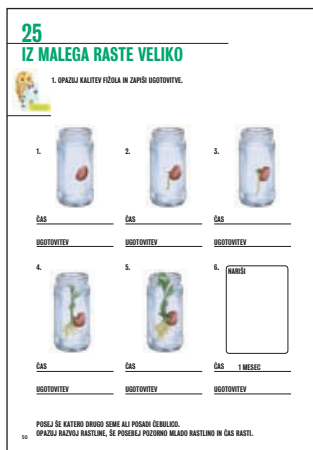 25
IZ MALEGA RASTE VELIKO
1. OPAZUJ KALITEV FIŽOLA IN ZAPIŠI UGOTOVITVE.
1. 2. 3.
ČAS ČAS ČAS
UGOTOVITEV UGOTOVITEV UGOTOVITEV
4. 5. 6. NARIŠI
ČAS ČAS ČAS 1 MESEC
UGOTOVITEV UGOTOVITEV UGOTOVITEV
POSEJ ŠE KATERO DRUGO SEME ALI POSADI ČEBULICO.
OPAZUJ RAZVOJ RASTLINE, ŠE POSEBEJ POZORNO MLADO RASTLINO IN ČAS RASTI.
50